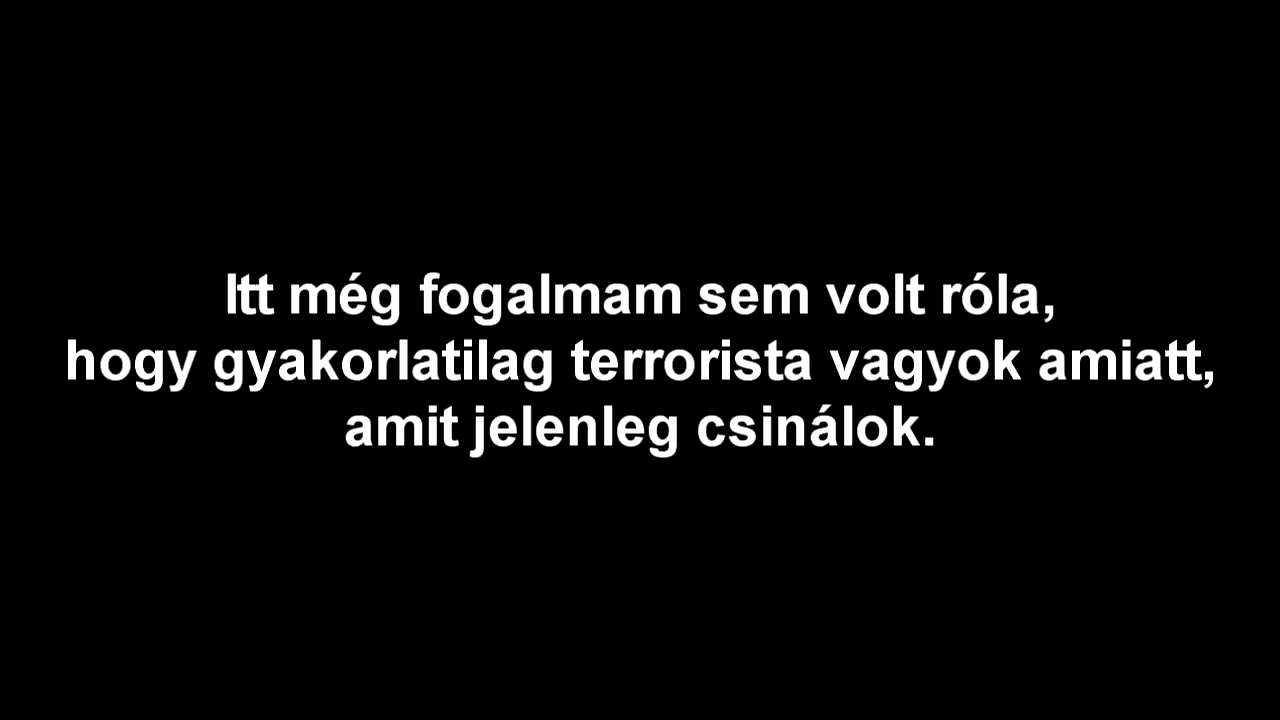 Itt még fogalmam sem volt róla,
hogy gyakorlatilag terrorista vagyok amiatt,
amit jelenleg csinálok.